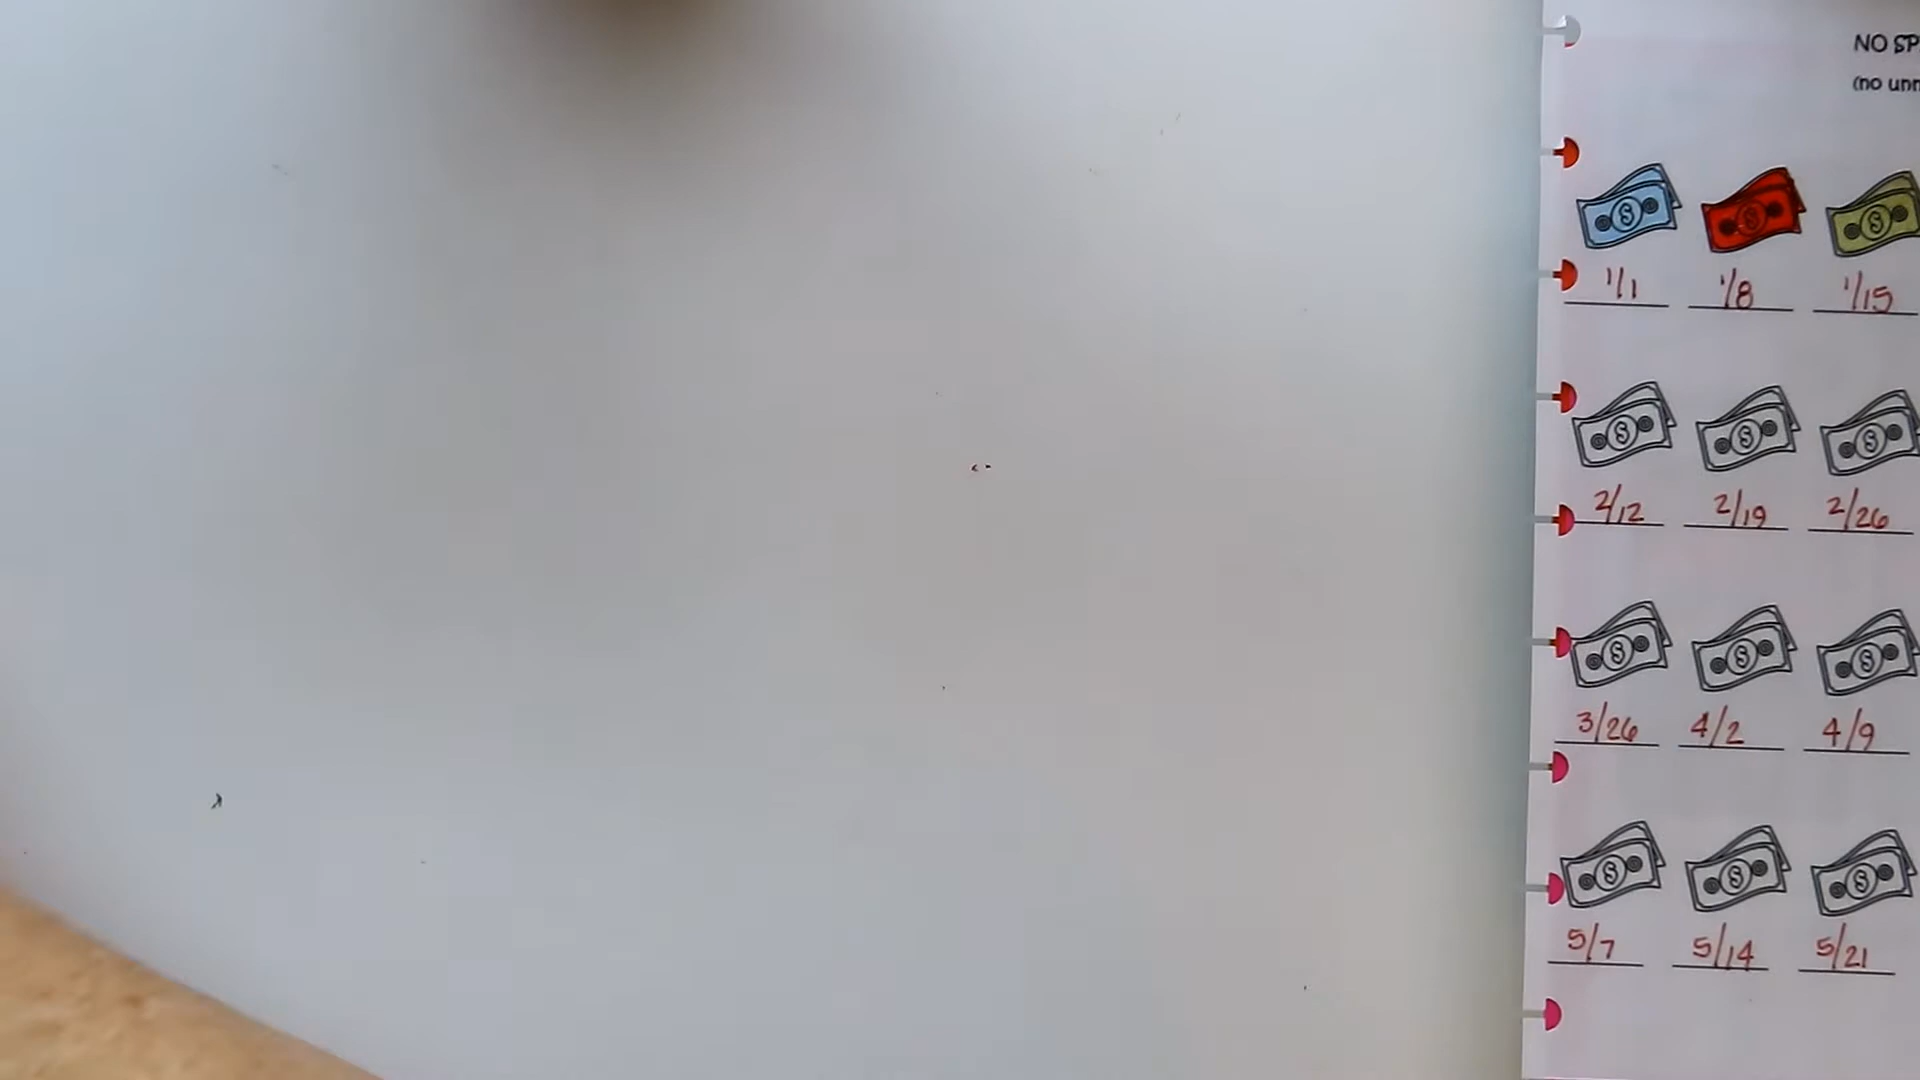 NO SP
(no unn
1/1 1/8 1/15
2/12 2/19 2/26
3/26 4/2 4/9
5/7 5/14 5/21